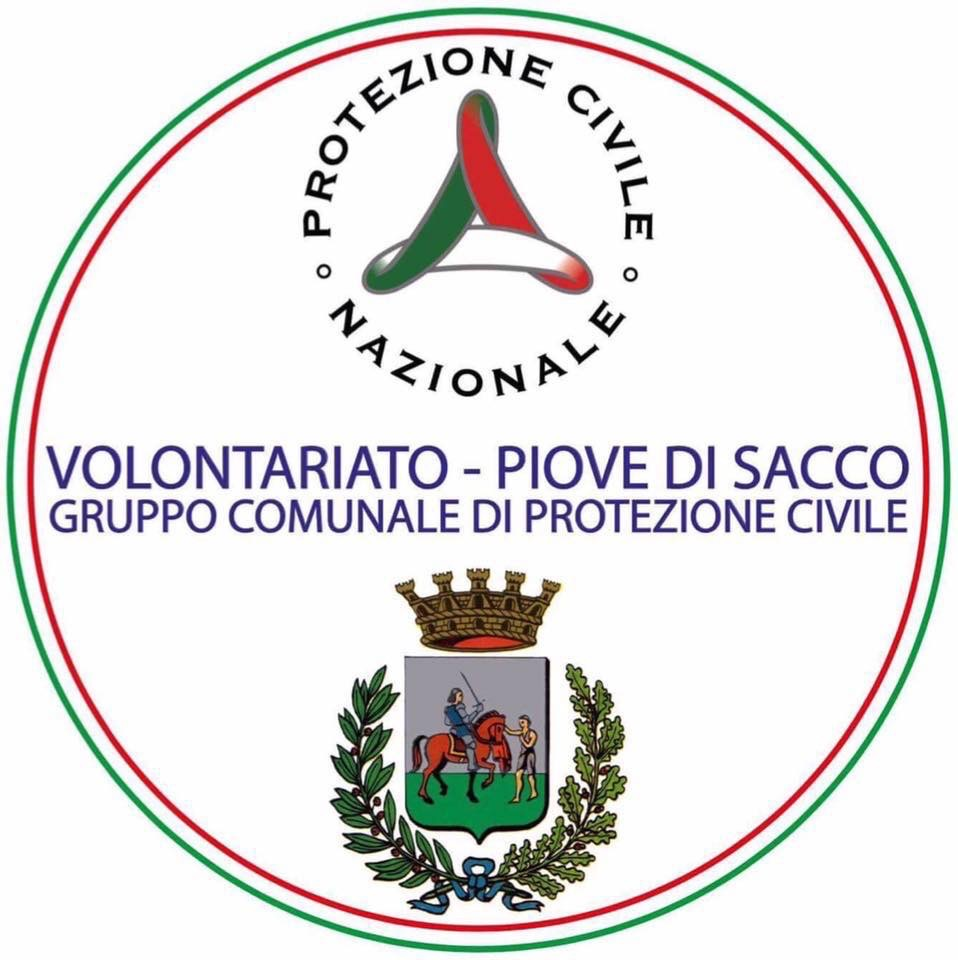 PROTEZIONE CIVILE
NAZIONALE
VOLONTARIATO - PIOVE DI SACCO
GRUPPO COMUNALE DI PROTEZIONE CIVILE